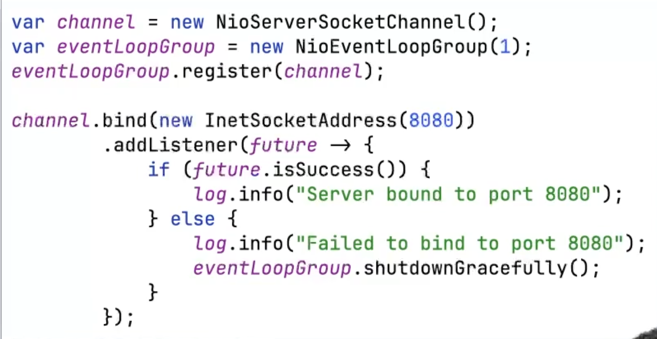 var channel = new NioServerSocketChannel();
var eventLoopGroup = new NioEventLoopGroup(1);
eventLoopGroup.register(channel);
channel.bind(new InetSocketAddress(8080))
.addListener(future → {
if (future.isSuccess()) {
log.info("Server bound to port 8080");
} else {
log.info("Failed to bind to port 8080");
eventLoopGroup.shutdownGracefully();
}
});